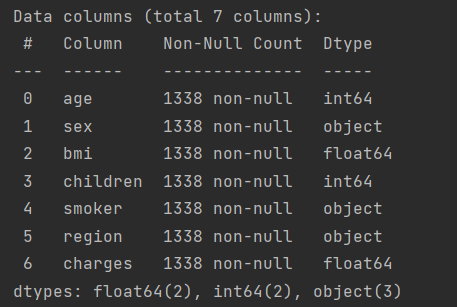 Data columns (total 7 columns):
 #   Column    Non-Null Count  Dtype
---  ------    --------------  -----
 0   age       1338 non-null   int64
 1   sex       1338 non-null   object
 2   bmi       1338 non-null   float64
 3   children  1338 non-null   int64
 4   smoker    1338 non-null   object
 5   region    1338 non-null   object
 6   charges   1338 non-null   float64
dtypes: float64(2), int64(2), object(3)